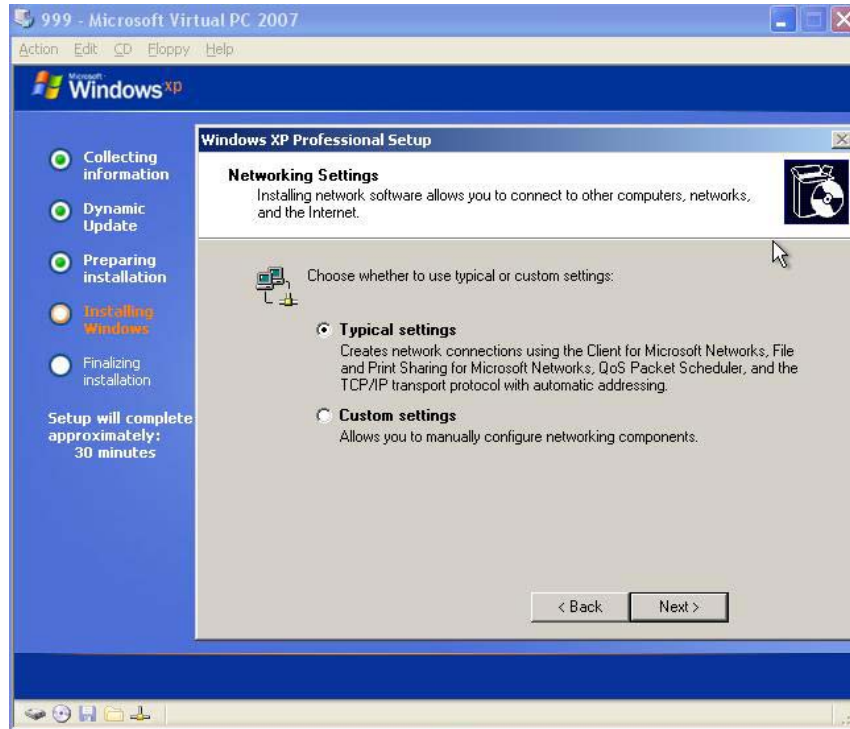 999 - Microsoft Virtual PC 2007
Action Edit CD Floppy Help
Microsoft
Windows xp
Collecting
information
Dynamic
Update
Preparing
installation
Installing
Windows
Finalizing
installation
Setup will complete
approximately:
30 minutes
Windows XP Professional Setup
Networking Settings
Installing network software allows you to connect to other computers, networks,
and the Internet.
Choose whether to use typical or custom settings:
Typical settings
Creates network connections using the Client for Microsoft Networks, File
and Print Sharing for Microsoft Networks, QoS Packet Scheduler, and the
TCP/IP transport protocol with automatic addressing.
Custom settings
Allows you to manually configure networking components.
< Back Next >